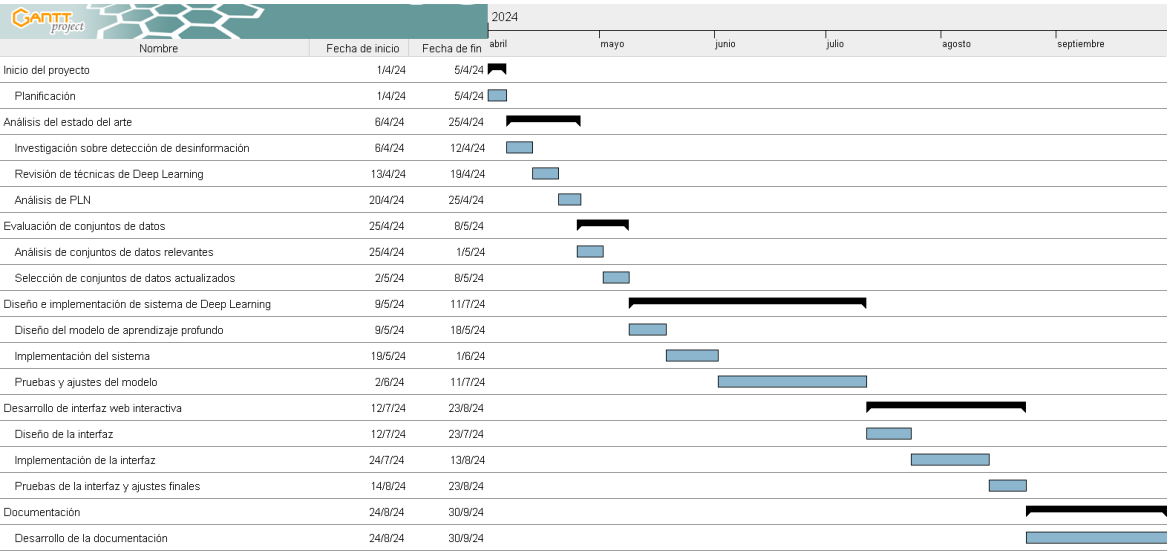 GANTT
project
2024
Nombre Fecha de inicio Fecha de fin abril mayo junio julio agosto septiembre
Inicio del proyecto 1/4/24 5/4/24
Planificación 1/4/24 5/4/24
Análisis del estado del arte 6/4/24 25/4/24
Investigación sobre detección de desinformación 6/4/24 12/4/24
Revisión de técnicas de Deep Learning 13/4/24 19/4/24
Análisis de PLN 20/4/24 25/4/24
Evaluación de conjuntos de datos 25/4/24 8/5/24
Análisis de conjuntos de datos relevantes 25/4/24 1/5/24
Selección de conjuntos de datos actualizados 2/5/24 8/5/24
Diseño e implementación de sistema de Deep Learning 9/5/24 11/7/24
Diseño del modelo de aprendizaje profundo 9/5/24 18/5/24
Implementación del sistema 19/5/24 1/6/24
Pruebas y ajustes del modelo 2/6/24 11/7/24
Desarrollo de interfaz web interactiva 12/7/24 23/8/24
Diseño de la interfaz 12/7/24 23/7/24
Implementación de la interfaz 24/7/24 13/8/24
Pruebas de la interfaz y ajustes finales 14/8/24 23/8/24
Documentación 24/8/24 30/9/24
Desarrollo de la documentación 24/8/24 30/9/24